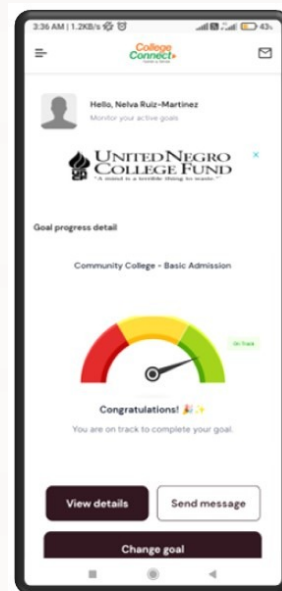 3:36 AM | 1.2KB/s
43%
College
Connect
Hello, Nelva Ruiz-Martinez
Monitor your active goals
UNITED NEGRO
COLLEGE FUND
"A mind is a terrible thing to waste."
Goal progress detail
Community College - Basic Admission
On Track
Congratulations! 🎉✨
You are on track to complete your goal.
View details
Send message
Change goal